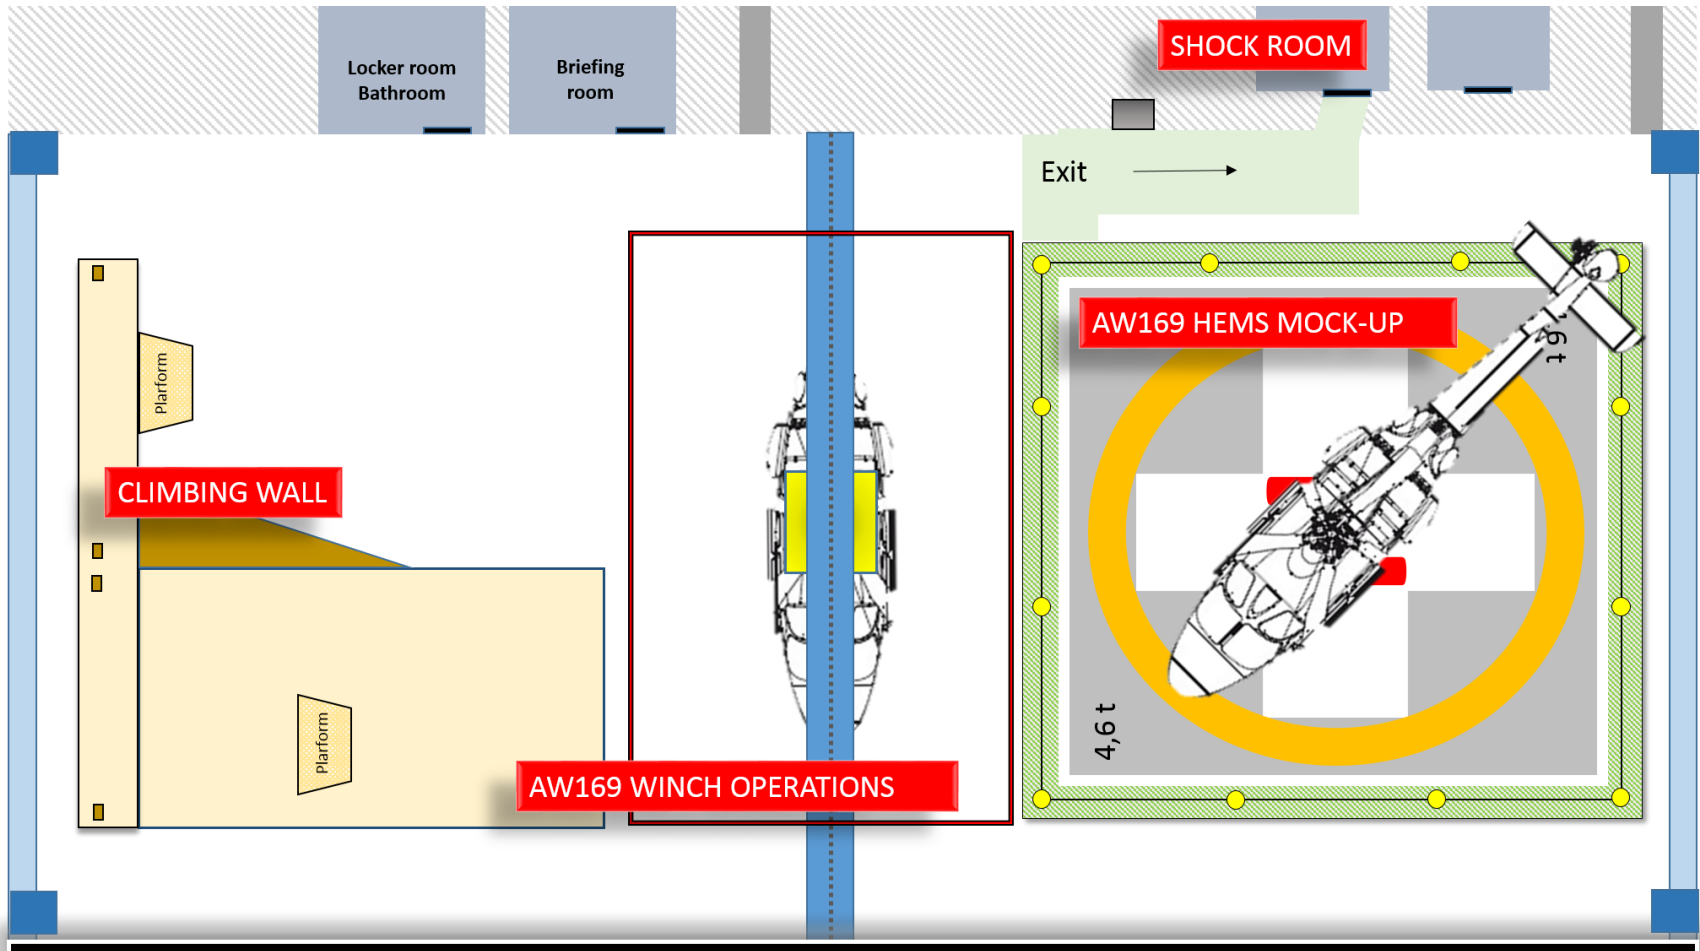 Locker room
Bathroom
Briefing
room
SHOCK ROOM
Exit
AW169 HEMS MOCK-UP
6 t
Plarform
CLIMBING WALL
Plarform
4,6 t
AW169 WINCH OPERATIONS